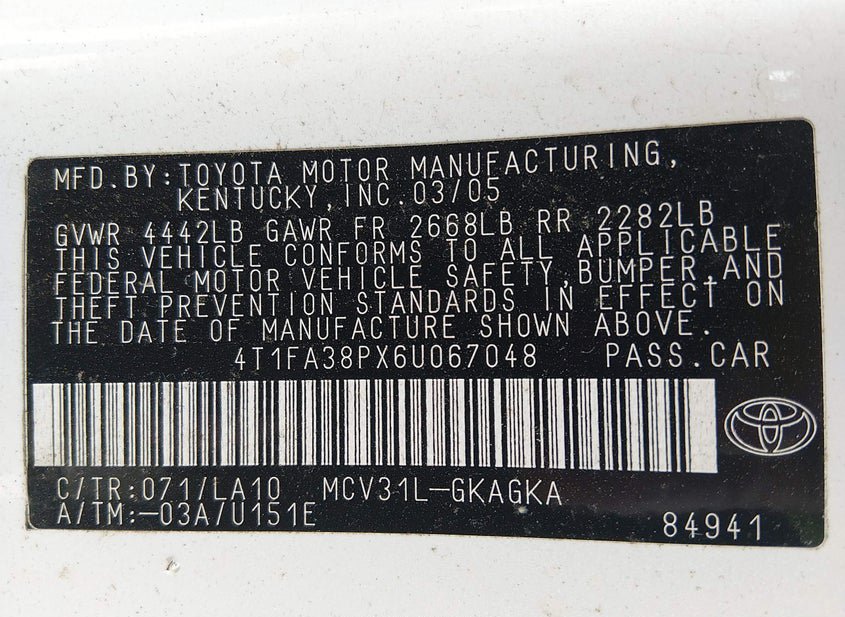 MFD.BY:TOYOTA MOTOR MANUFACTURING,
KENTUCKY,INC.03/05
GVWR 4442LB GAWR FR 2668LB RR 2282LB
THIS VEHICLE CONFORMS TO ALL APPLICABLE
FEDERAL MOTOR VEHICLE SAFETY,BUMPER,AND
THEFT PREVENTION STANDARDS IN EFFECT ON
THE DATE OF MANUFACTURE SHOWN ABOVE.
4T1FA38PX6U067048 PASS.CAR
C/TR:071/LA10 MCV31L-GKAGKA
A/TM:-03A/U151E
84941